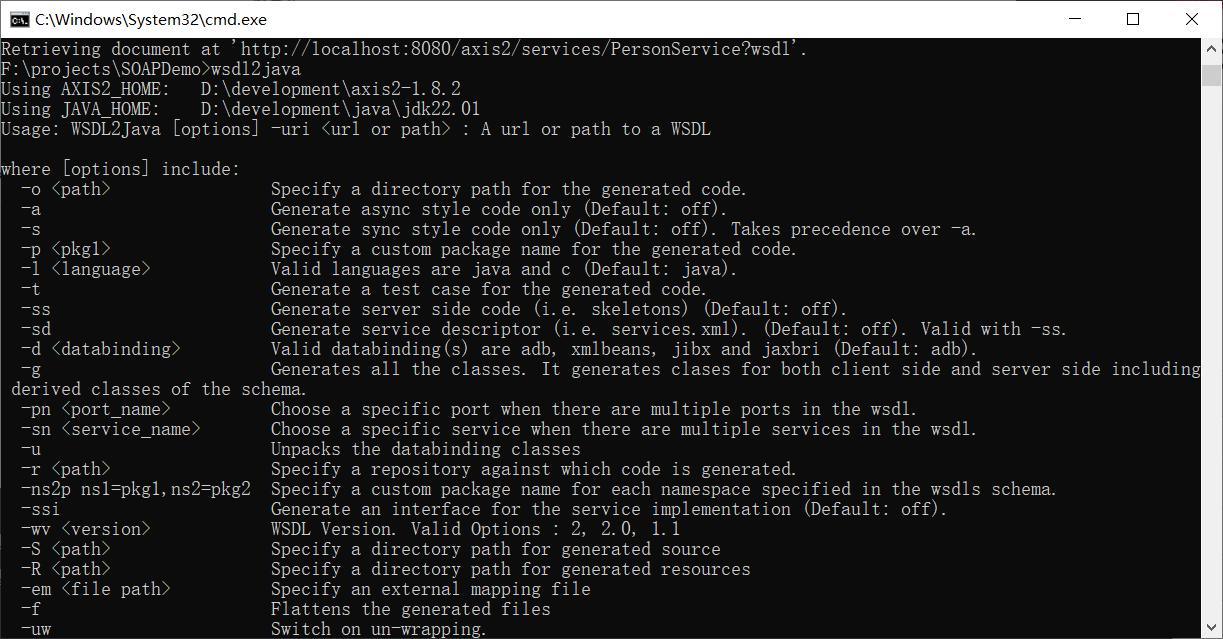 C:\Windows\System32\cmd.exe
Retrieving document at 'http://localhost:8080/axis2/services/PersonService?wsdl'.
F:\projects\SOAPDemo>wsdl2java
Using AXIS2_HOME:   D:\development\axis2-1.8.2
Using JAVA_HOME:    D:\development\java\jdk22.01
Usage: WSDL2Java [options] -uri <url or path> : A url or path to a WSDL
where [options] include:
  -o <path>                Specify a directory path for the generated code.
  -a                       Generate async style code only (Default: off).
  -s                       Generate sync style code only (Default: off). Takes precedence over -a.
  -p <pkg1>                Specify a custom package name for the generated code.
  -l <language>            Valid languages are java and c (Default: java).
  -t                       Generate a test case for the generated code.
  -ss                      Generate server side code (i.e. skeletons) (Default: off).
  -sd                      Generate service descriptor (i.e. services.xml). (Default: off). Valid with -ss.
  -d <databinding>         Valid databinding(s) are adb, xmlbeans, jibx and jaxbri (Default: adb).
  -g                       Generates all the classes. It generates clases for both client side and server side including
 derived classes of the schema.
  -pn <port_name>          Choose a specific port when there are multiple ports in the wsdl.
  -sn <service_name>       Choose a specific service when there are multiple services in the wsdl.
  -u                       Unpacks the databinding classes
  -r <path>                Specify a repository against which code is generated.
  -ns2p ns1=pkg1,ns2=pkg2  Specify a custom package name for each namespace specified in the wsdls schema.
  -ssi                     Generate an interface for the service implementation (Default: off).
  -wv <version>            WSDL Version. Valid Options : 2, 2.0, 1.1
  -S <path>                Specify a directory path for generated source
  -R <path>                Specify a directory path for generated resources
  -em <file path>          Specify an external mapping file
  -f                       Flattens the generated files
  -uw                      Switch on un-wrapping.